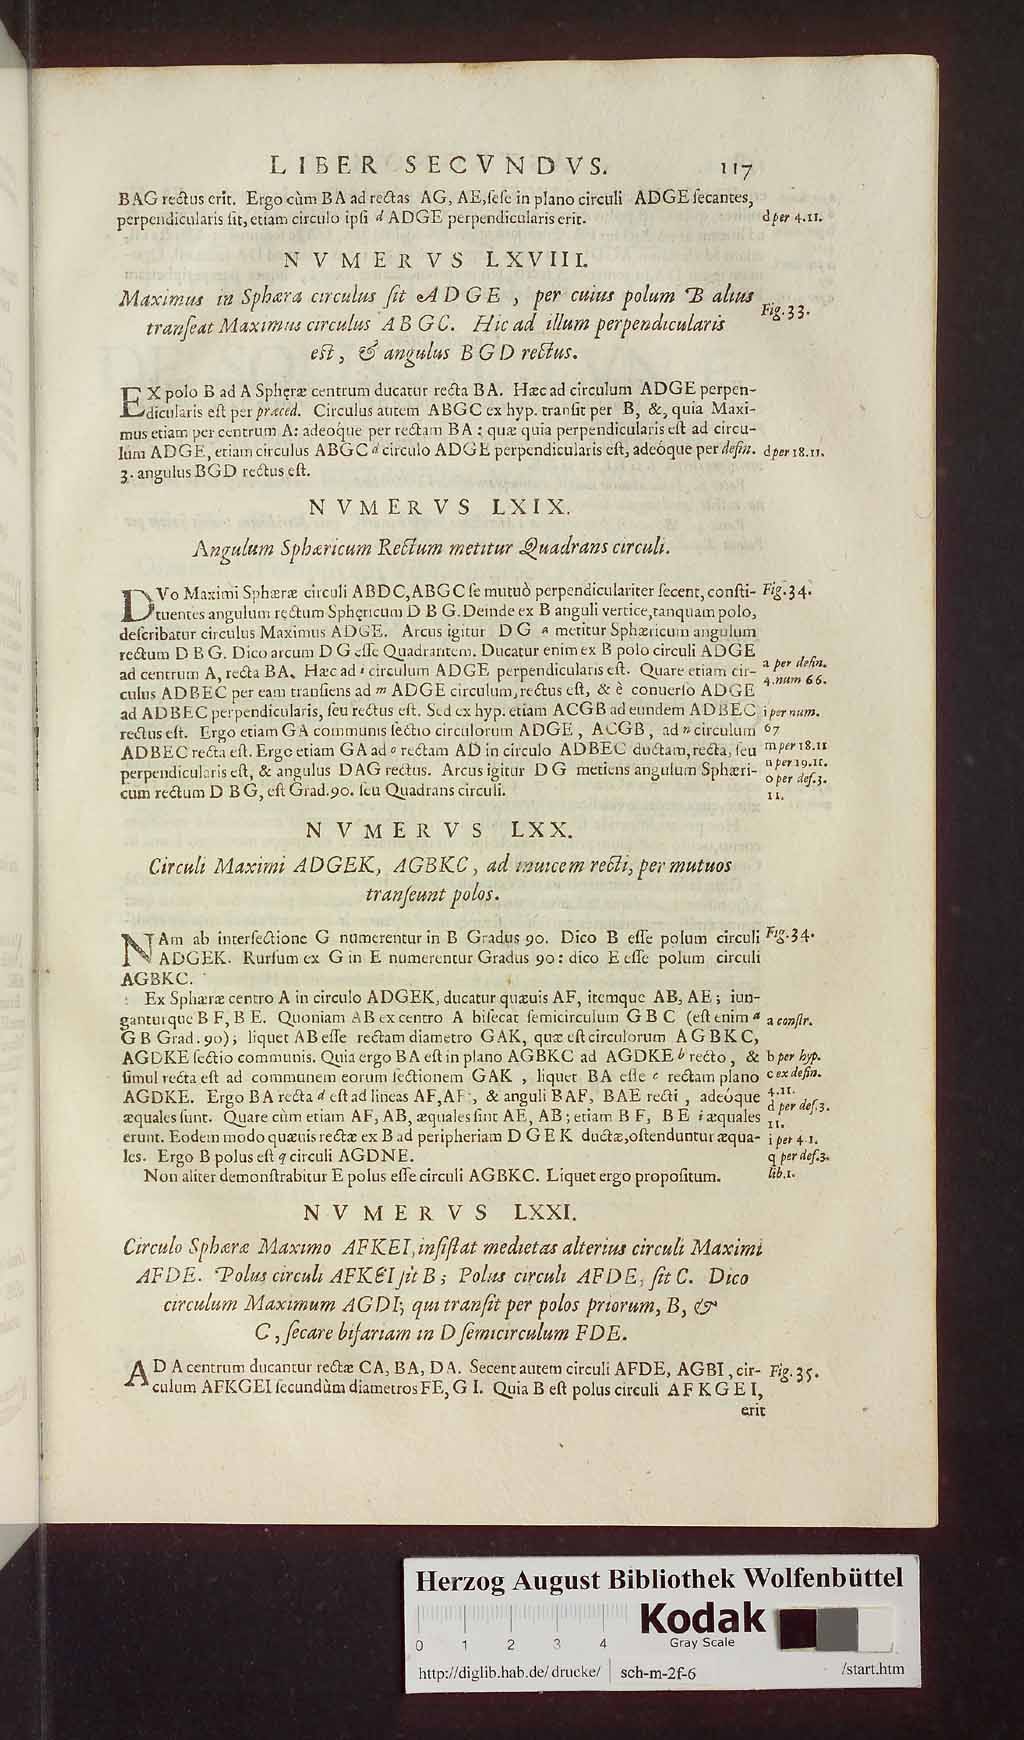 LIBER SECVNDVS. 117
BAG rectus erit. Ergo cùm BA ad rectas AG, AE, sese in plano circuli ADGE secantes,
perpendicularis sit, etiam circulo ipsi d ADGE perpendicularis erit. d per 4.11.
NVMERVS LXVIII.
Maximus in Sphæra circulus sit ADGE, per cuius polum B alius
transeat Maximus circulus ABGC. Hic ad illum perpendicularis
est, & angulus BGD rectus.
Fig. 33.
EX polo B ad A Sphęræ centrum ducatur recta BA. Hæc ad circulum ADGE perpen-
dicularis est per præced. Circulus autem ABGC ex hyp. transit per B, &, quia Maxi-
mus etiam per centrum A: adeoq́ue per rectam BA: quæ quia perpendicularis est ad circu-
lum ADGE, etiam circulus ABGC d circulo ADGE perpendicularis est, adeóque per defin. d per 18.11.
3. angulus BGD rectus est.
NVMERVS LXIX.
Angulum Sphæricum Rectum metitur Quadrans circuli.
DVo Maximi Sphæræ circuli ABDC, ABGC se mutuò perpendiculariter secent, consti- Fig. 34.
tuentes angulum rectum Sphęricum DBG. Deinde ex B anguli vertice, tanquam polo,
describatur circulus Maximus ADGE. Arcus igitur DG a metitur Sphæricum angulum
rectum DBG. Dico arcum DG esse Quadrantem. Ducatur enim ex B polo circuli ADGE
ad centrum A, recta BA. Hæc ad i circulum ADGE perpendicularis est. Quare etiam cir-
culus ADBEC per eam transiens ad m ADGE circulum, rectus est, & è conuerso ADGE
ad ADBEC perpendicularis, seu rectus est. Sed ex hyp. etiam ACGB ad eundem ADBEC
rectus est. Ergo etiam GA communis sectio circulorum ADGE, ACGB, ad n circulum
ADBEC recta est. Ergo etiam GA ad o rectam AD in circulo ADBEC ductam, recta, seu
perpendicularis est, & angulus DAG rectus. Arcus igitur DG metiens angulum Sphæri-
cum rectum DBG, est Grad. 90. seu Quadrans circuli.
a per defin.
4. num 66.
i per num.
67
m per 18.11
n per 19.11.
o per def. 3.
11.
NVMERVS LXX.
Circuli Maximi ADGEK, AGBKC, ad inuicem recti, per mutuos
transeunt polos.
NAm ab intersectione G numerentur in B Gradus 90. Dico B esse polum circuli Fig. 34.
ADGEK. Rursum ex G in E numerentur Gradus 90: dico E esse polum circuli
AGBKC.
Ex Sphæræ centro A in circulo ADGEK, ducatur quæuis AF, itemque AB, AE; iun-
ganturque BF, BE. Quoniam AB ex centro A bisecat semicirculum GBC (est enim a a constr.
GB Grad. 90); liquet AB esse rectam diametro GAK, quæ est circulorum AGBKC,
AGDKE sectio communis. Quia ergo BA est in plano AGBKC ad AGDKE b recto, & b per hyp.
simul recta est ad communem eorum sectionem GAK, liquet BA esse c rectam plano c ex defin.
AGDKE. Ergo BA recta d est ad lineas AF, AE, & anguli BAF, BAE recti, adeóque 4.11.
æquales sunt. Quare cùm etiam AF, AB, æquales sint AE, AB; etiam BF, BE i æquales d per def. 3.
11.
erunt. Eodem modo quæuis rectæ ex B ad peripheriam DGEK ductæ, ostenduntur æqua- i per 4 1.
les. Ergo B polus est q circuli AGDNE. q per def. 3.
Non aliter demonstrabitur E polus esse circuli AGBKC. Liquet ergo propositum. lib. 1.
NVMERVS LXXI.
Circulo Sphæræ Maximo AFKEI, insistat medietas alterius circuli Maximi
AFDE. Polus circuli AFKEI sit B; Polus circuli AFDE, sit C. Dico
circulum Maximum AGDI; qui transit per polos priorum, B, &
C, secare bifariam in D semicirculum FDE.
AD A centrum ducantur rectæ CA, BA, DA. Secent autem circuli AFDE, AGBI, cir- Fig. 35.
culum AFKGEI secundùm diametros FE, GI. Quia B est polus circuli AFKGEI,
erit
Herzog August Bibliothek Wolfenbüttel
Kodak
Gray Scale
0 1 2 3 4
http://diglib.hab.de/drucke/ sch-m-2f-6 /start.htm